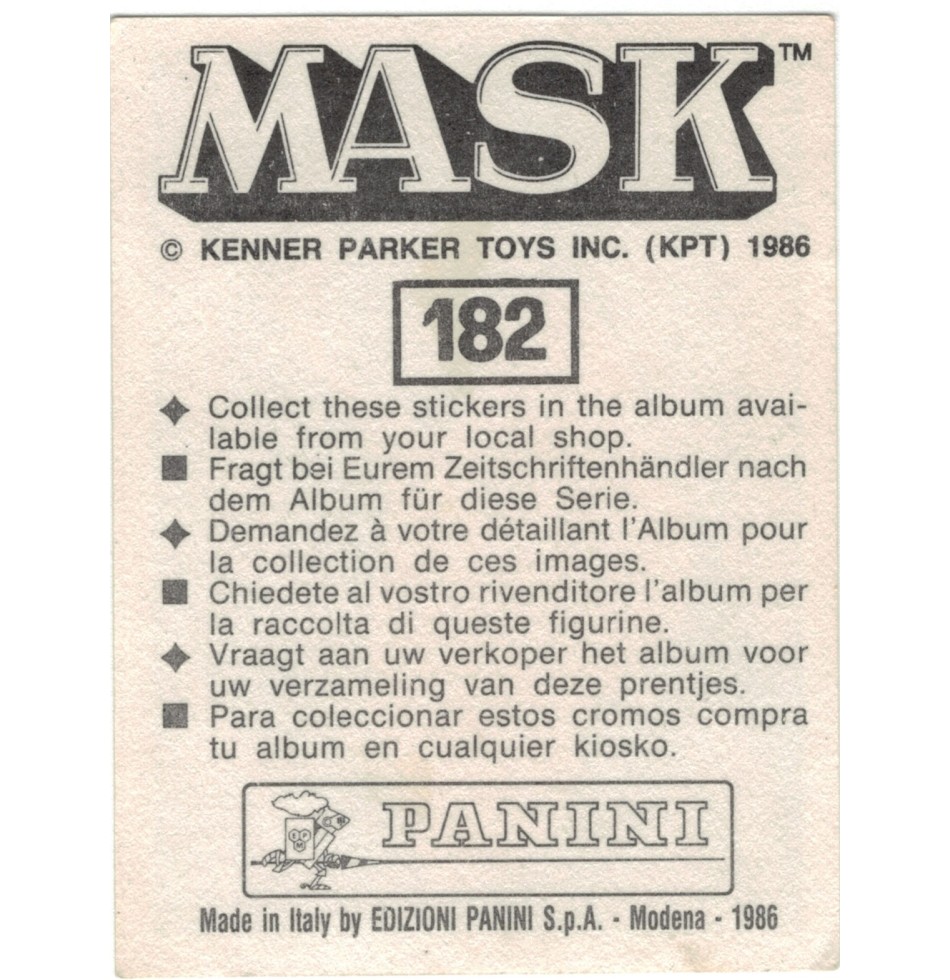 MASK™
© KENNER PARKER TOYS INC. (KPT) 1986
182
Collect these stickers in the album avai-
lable from your local shop.
Fragt bei Eurem Zeitschriftenhändler nach
dem Album für diese Serie.
Demandez à votre détaillant l'Album pour
la collection de ces images.
Chiedete al vostro rivenditore l'album per
la raccolta di queste figurine.
Vraagt aan uw verkoper het album voor
uw verzameling van deze prentjes.
Para coleccionar estos cromos compra
tu album en cualquier kiosko.
PANINI
Made in Italy by EDIZIONI PANINI S.p.A. - Modena - 1986